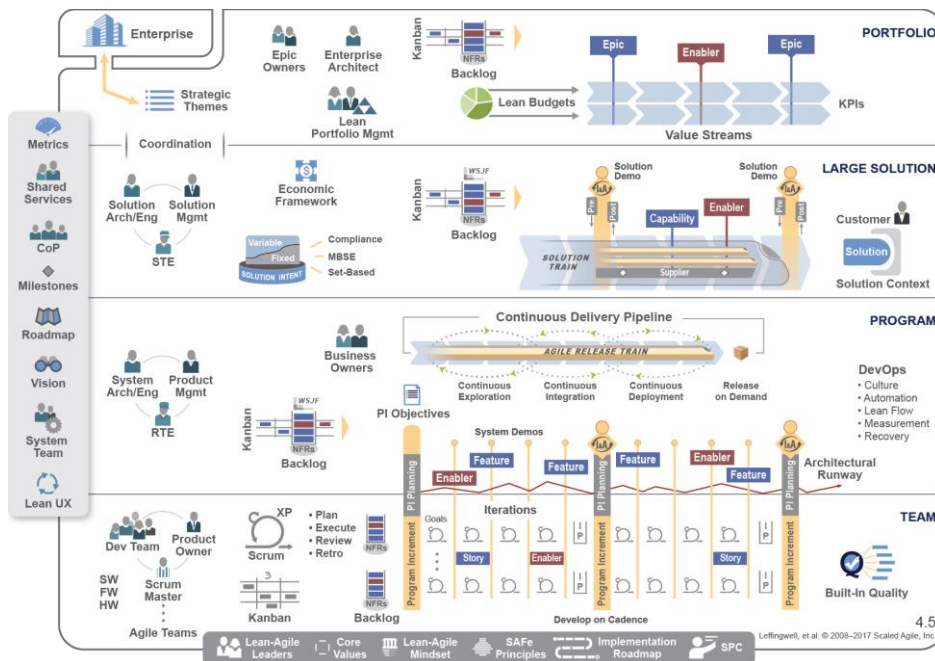 Enterprise
Strategic
Themes
Epic
Owners
Enterprise
Architect
Lean
Portfolio Mgmt
Kanban
NFRs
Backlog
Lean Budgets
Epic
Enabler
Epic
Value Streams
KPIs
PORTFOLIO
Coordination
Metrics
Shared
Services
CoP
Milestones
Roadmap
Vision
System
Team
Lean UX
Solution
Arch/Eng
Solution
Mgmt
STE
Economic
Framework
Variable
Fixed
SOLUTION INTENT
Compliance
MBSE
Set-Based
Kanban
WSJF
NFRs
Backlog
Solution
Demo
I&A
Pre
Post
Capability
Enabler
Solution
Demo
I&A
Pre
Post
SOLUTION
TRAIN
Supplier
LARGE SOLUTION
Customer
Solution
Solution Context
System
Arch/Eng
Product
Mgmt
RTE
Business
Owners
Kanban
WSJF
NFRs
Backlog
Continuous Delivery Pipeline
AGILE RELEASE TRAIN
Continuous
Exploration
Continuous
Integration
Continuous
Deployment
Release
on Demand
PROGRAM
DevOps
• Culture
• Automation
• Lean Flow
• Measurement
• Recovery
PI Objectives
System Demos
I&A
I&A
PI Planning
Enabler
Feature
Feature
PI Planning
Feature
Enabler
Feature
PI Planning
Architectural
Runway
Dev Team
Product
Owner
Scrum
Master
SW
FW
HW
Agile Teams
XP
Scrum
• Plan
• Execute
• Review
• Retro
NFRs
Kanban
3
NFRs
Backlog
Iterations
Program Increment
Goals
Story
Enabler
I
P
I
P
Program Increment
Story
I
P
I
P
Program Increment
Develop on Cadence
TEAM
Built-In Quality
4.5
Leffingwell, et al. © 2008–2017 Scaled Agile, Inc.
Lean-Agile
Leaders
Core
Values
Lean-Agile
Mindset
SAFe
Principles
Implementation
Roadmap
SPC